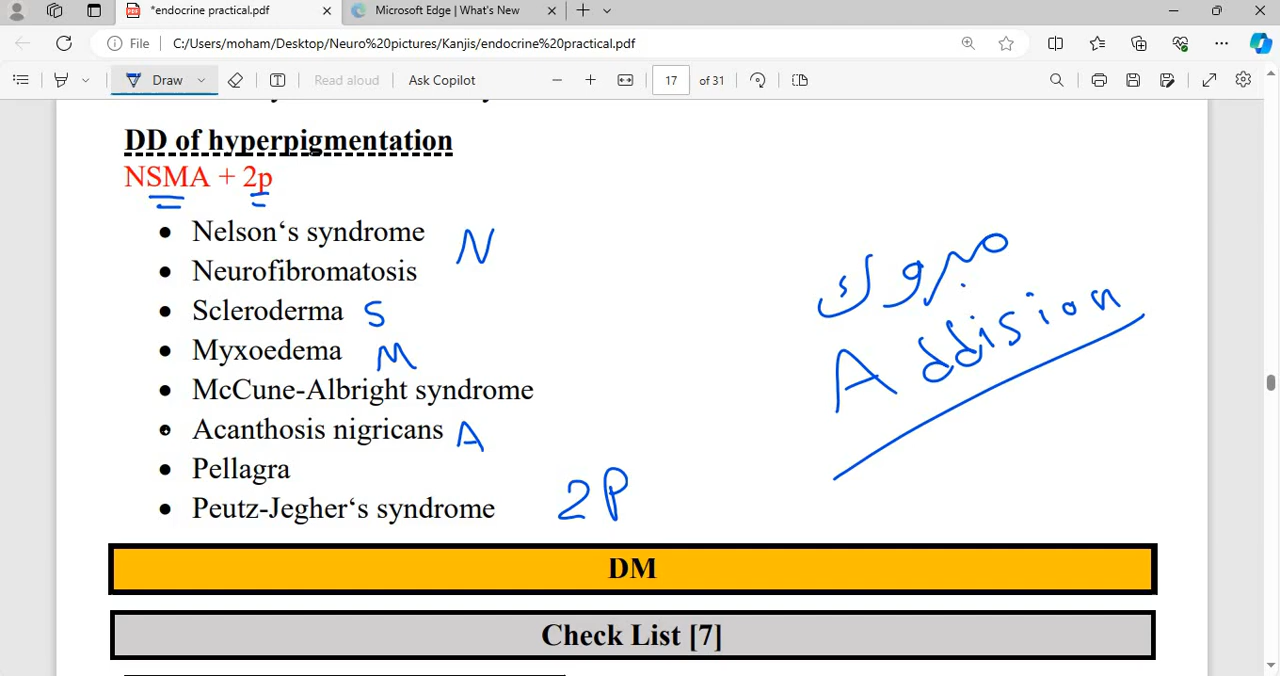 *endocrine practical.pdf
Microsoft Edge | What's New
File C:/Users/moham/Desktop/Neuro%20pictures/Kanjis/endocrine%20practical.pdf
Draw Read aloud Ask Copilot 17 of 31
DD of hyperpigmentation
NSMA + 2p
• Nelson‘s syndrome
N
• Neurofibromatosis
• Scleroderma S
• Myxoedema M
• McCune-Albright syndrome
• Acanthosis nigricans A
• Pellagra
• Peutz-Jegher‘s syndrome 2P
مبروك
Addision
DM
Check List [7]